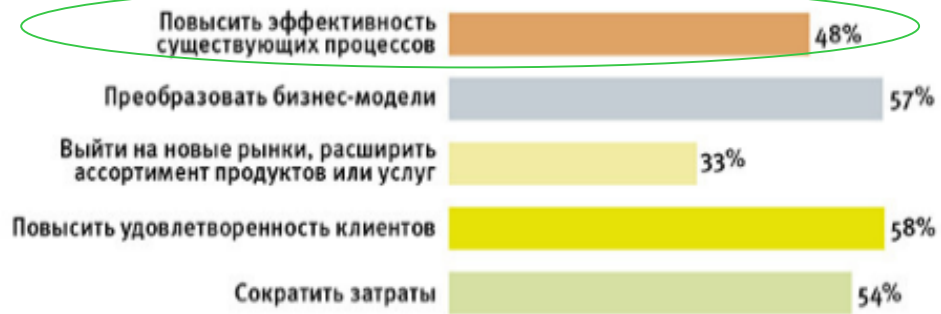 Повысить эффективность
существующих процессов
48%
Преобразовать бизнес-модели
57%
Выйти на новые рынки, расширить
ассортимент продуктов или услуг
33%
Повысить удовлетворенность клиентов
58%
Сократить затраты
54%